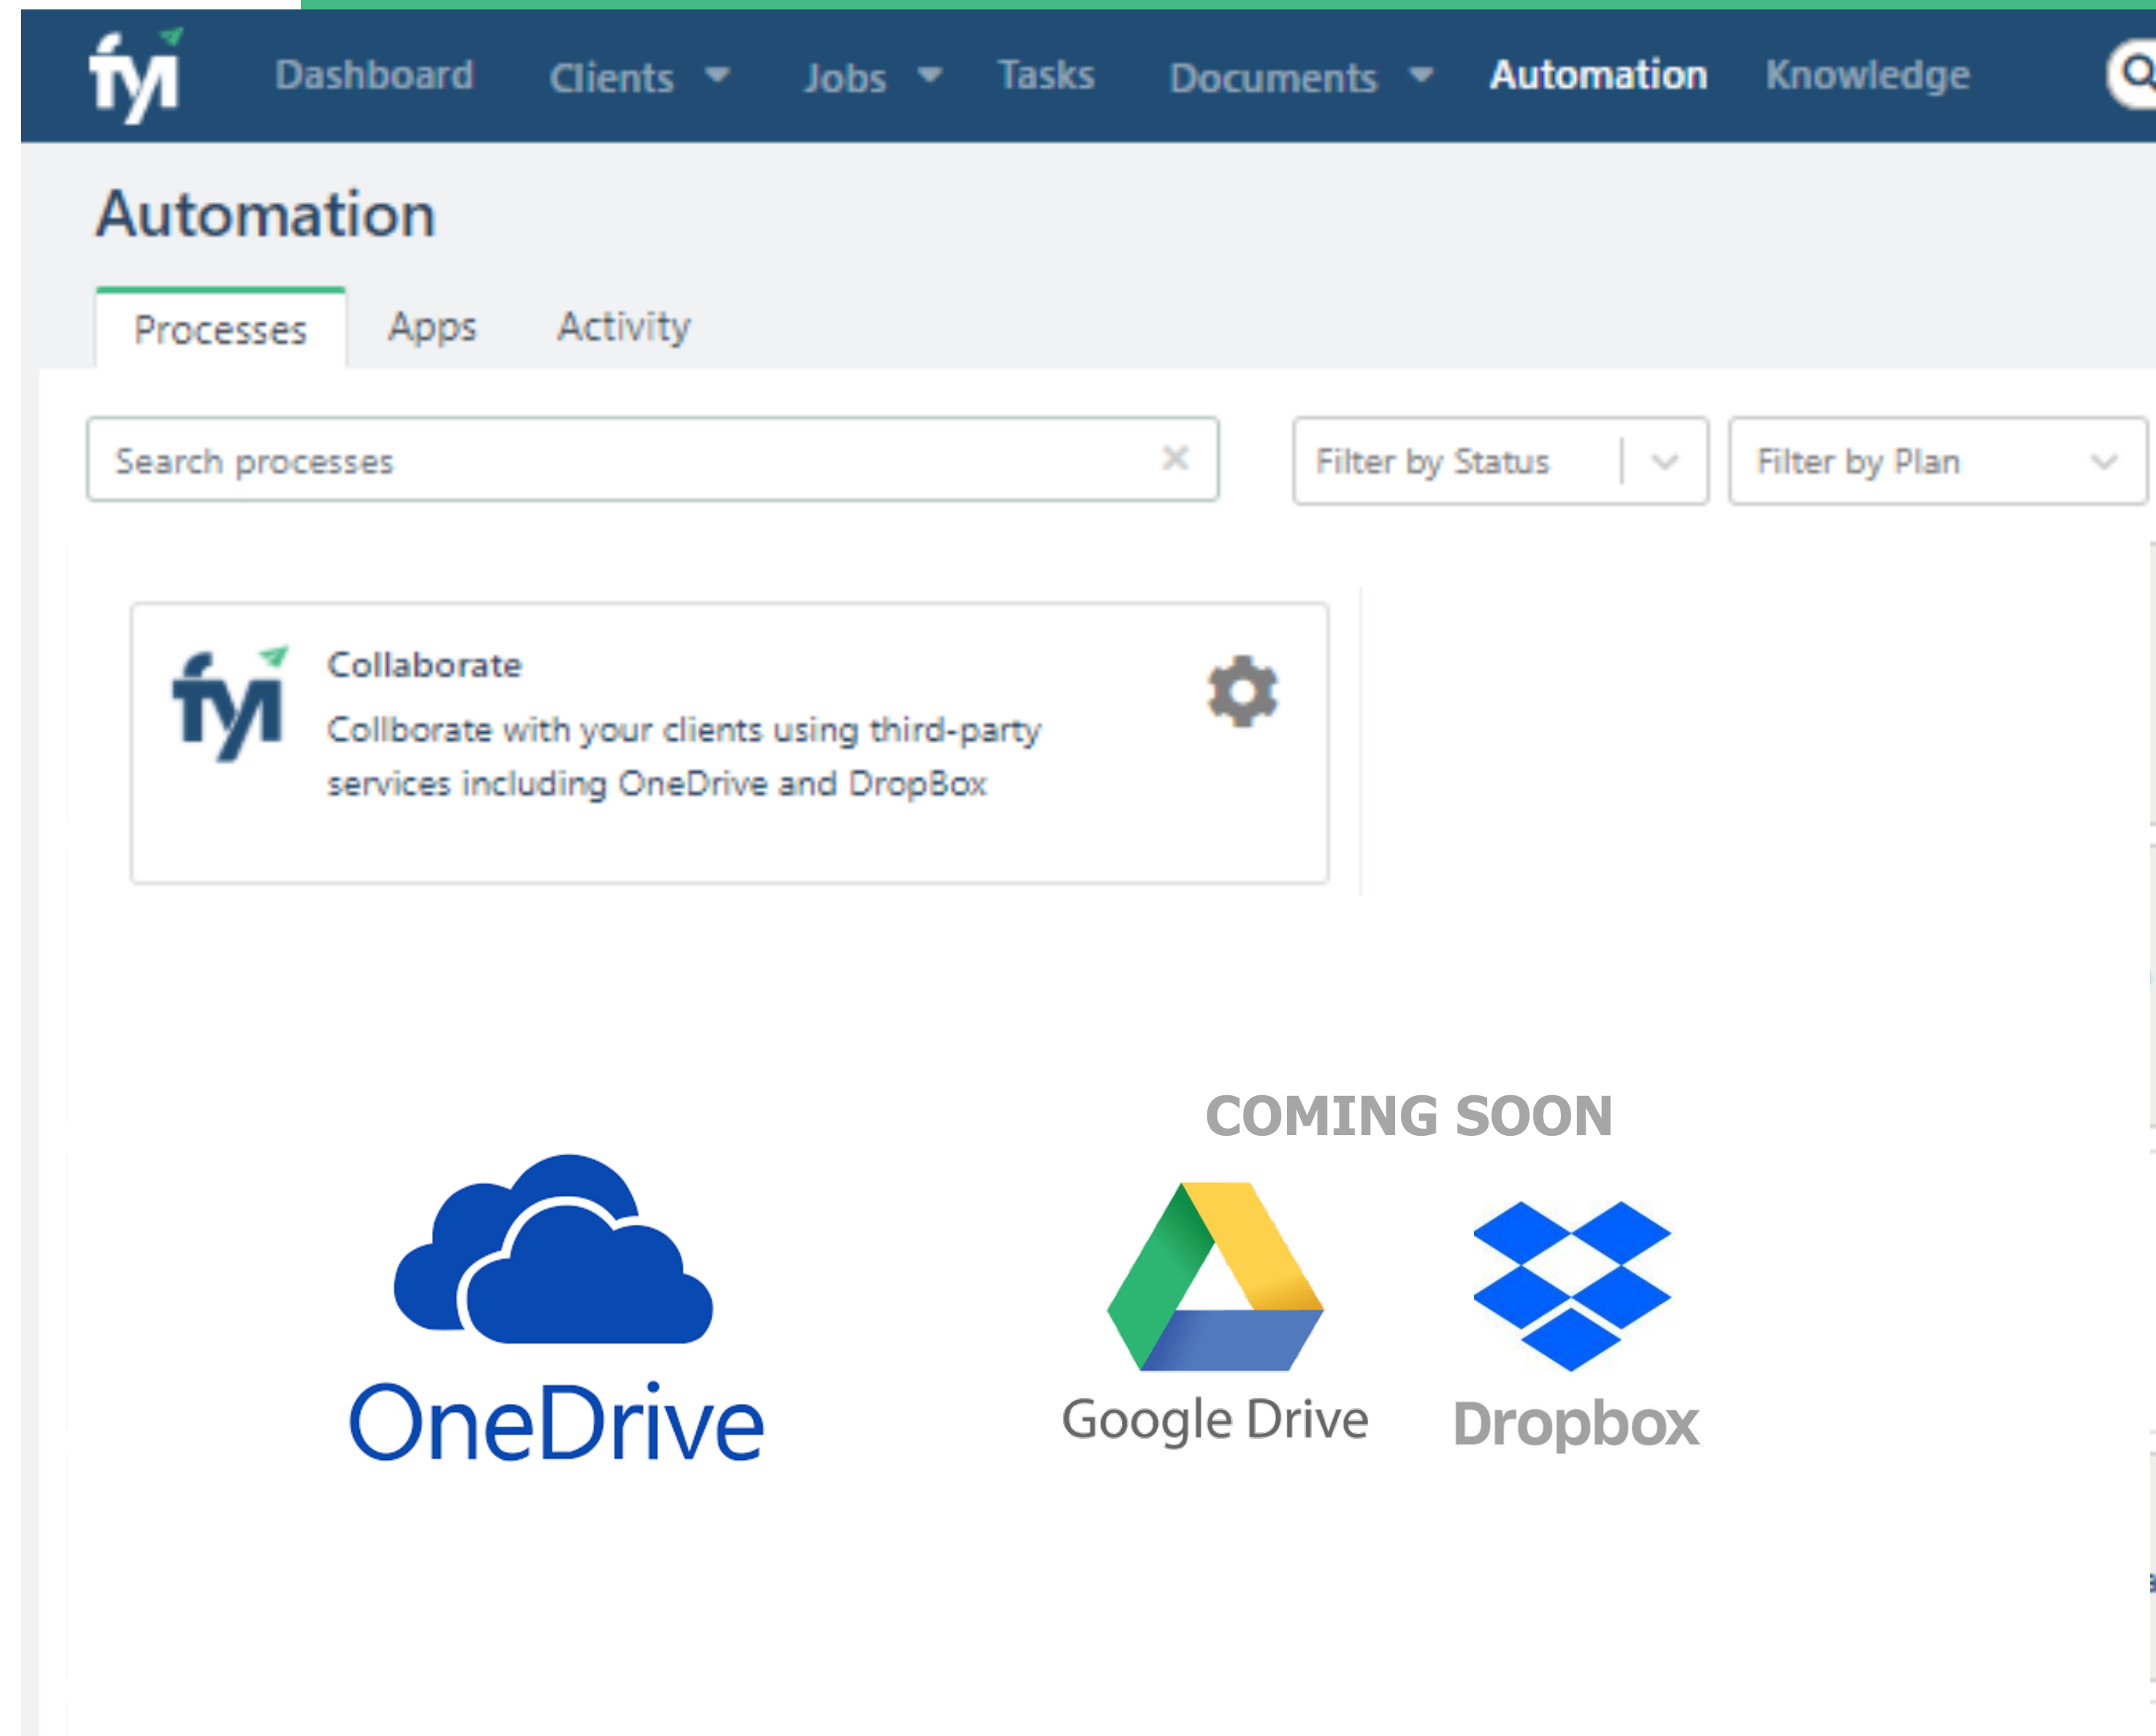 fyi
Dashboard Clients Jobs Tasks Documents Automation Knowledge
Automation
Processes Apps Activity
Search processes × Filter by Status Filter by Plan
fyi
Collaborate
Collborate with your clients using third-party
services including OneDrive and DropBox
COMING SOON
OneDrive
Google Drive
Dropbox